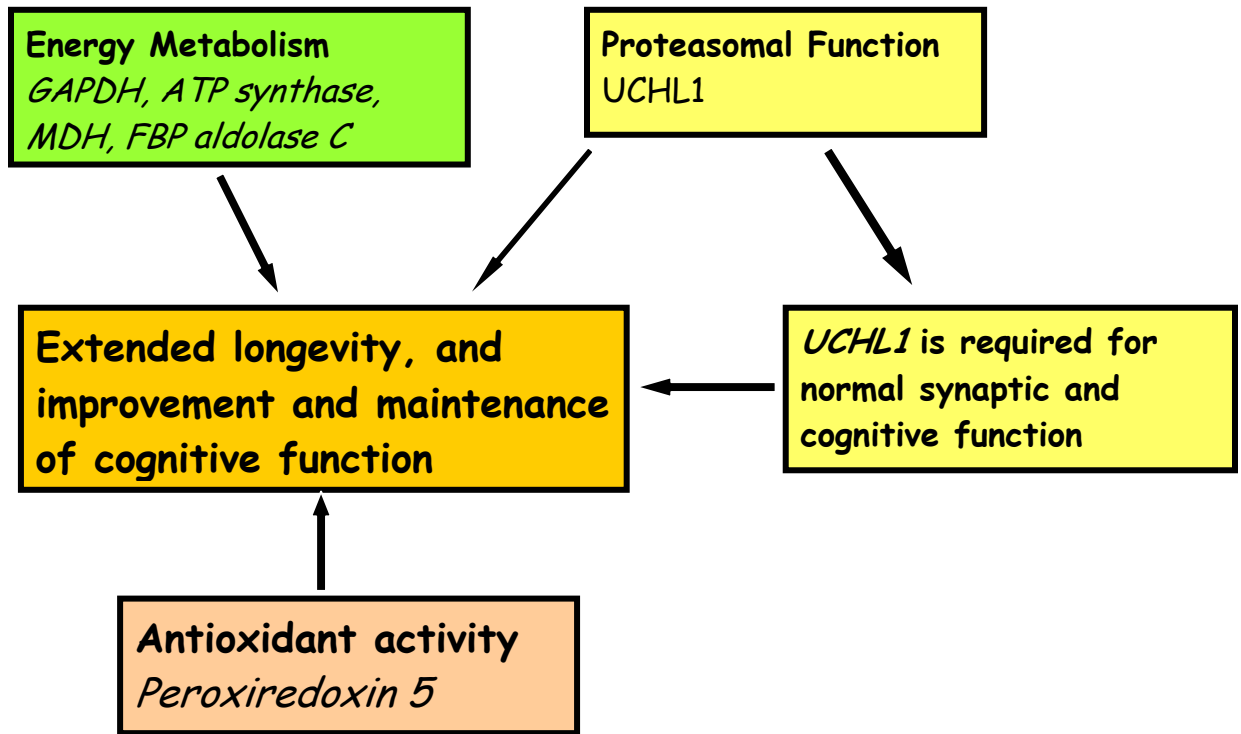 Energy Metabolism
GAPDH, ATP synthase,
MDH, FBP aldolase C
Proteasomal Function
UCHL1
Extended longevity, and
improvement and maintenance
of cognitive function
UCHL1 is required for
normal synaptic and
cognitive function
Antioxidant activity
Peroxiredoxin 5